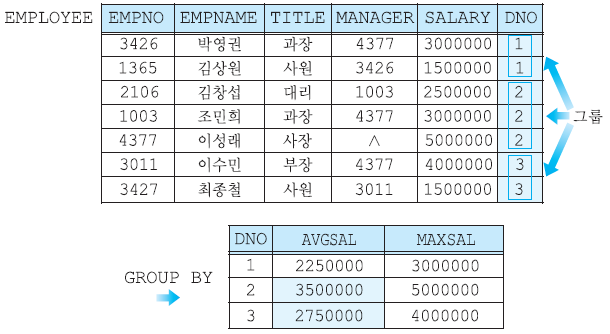 EMPLOYEE EMPNO EMPNAME TITLE MANAGER SALARY DNO
3426 박영권 과장 4377 3000000 1
1365 김상원 사원 3426 1500000 1
2106 김창섭 대리 1003 2500000 2
1003 조민희 과장 4377 3000000 2 그룹
4377 이성래 사장 ∧ 5000000 2
3011 이수민 부장 4377 4000000 3
3427 최종철 사원 3011 1500000 3
DNO AVGSAL MAXSAL
1 2250000 3000000
GROUP BY 2 3500000 5000000
3 2750000 4000000